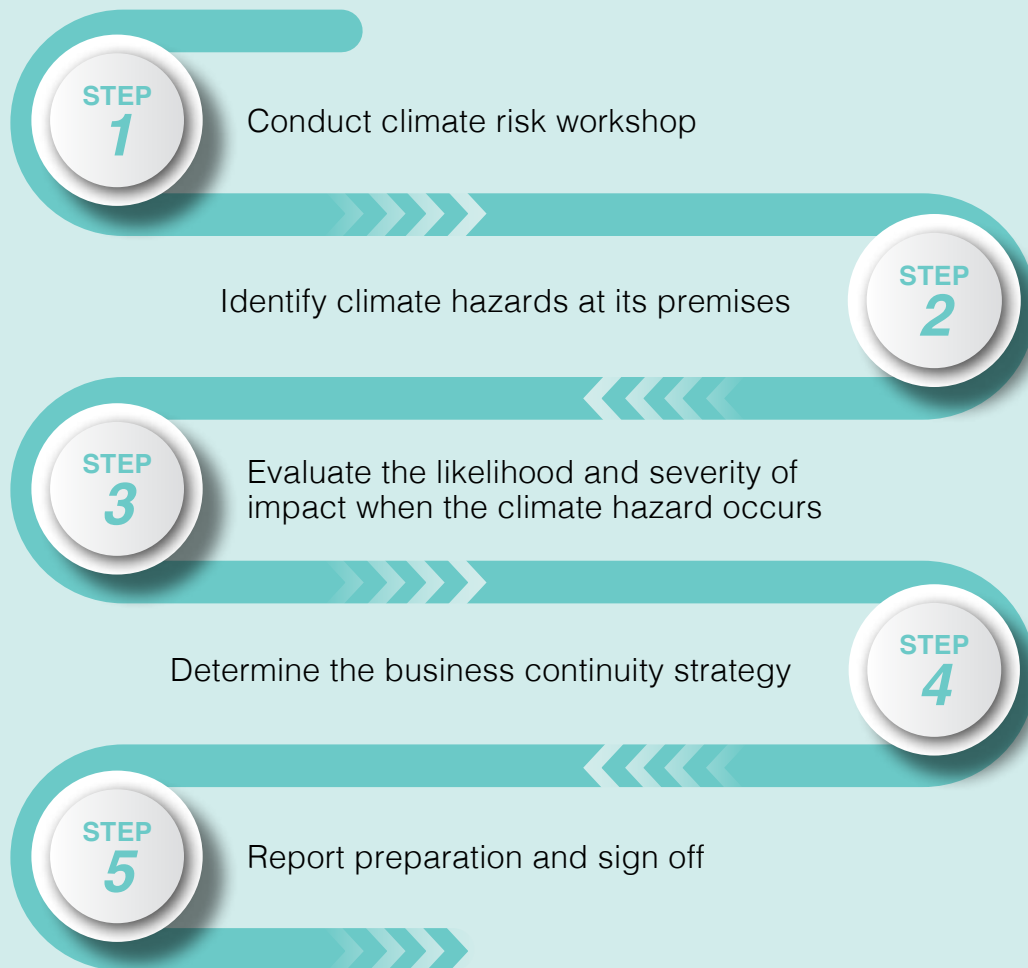 STEP
1
Conduct climate risk workshop
Identify climate hazards at its premises
STEP
2
STEP
3
Evaluate the likelihood and severity of
impact when the climate hazard occurs
Determine the business continuity strategy
STEP
4
STEP
5
Report preparation and sign off